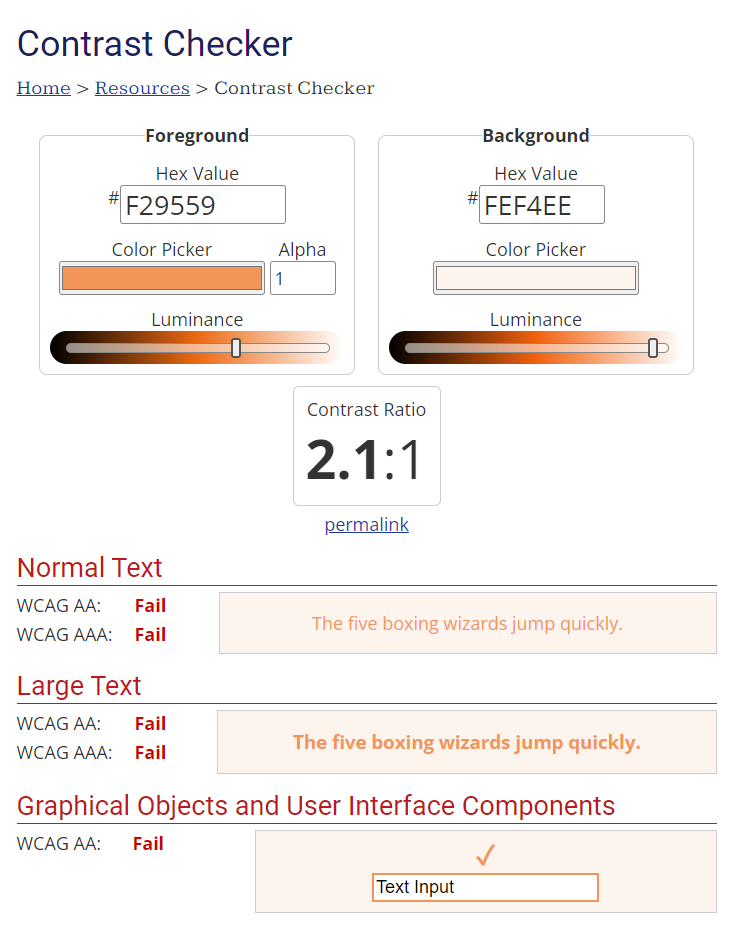 Contrast Checker
Home > Resources > Contrast Checker
Foreground
Hex Value
# F29559
Color Picker Alpha
1
Luminance
Background
Hex Value
# FEF4EE
Color Picker
Luminance
Contrast Ratio
2.1:1
permalink
Normal Text
WCAG AA: Fail
WCAG AAA: Fail
The five boxing wizards jump quickly.
Large Text
WCAG AA: Fail
WCAG AAA: Fail
The five boxing wizards jump quickly.
Graphical Objects and User Interface Components
WCAG AA: Fail
✓
Text Input